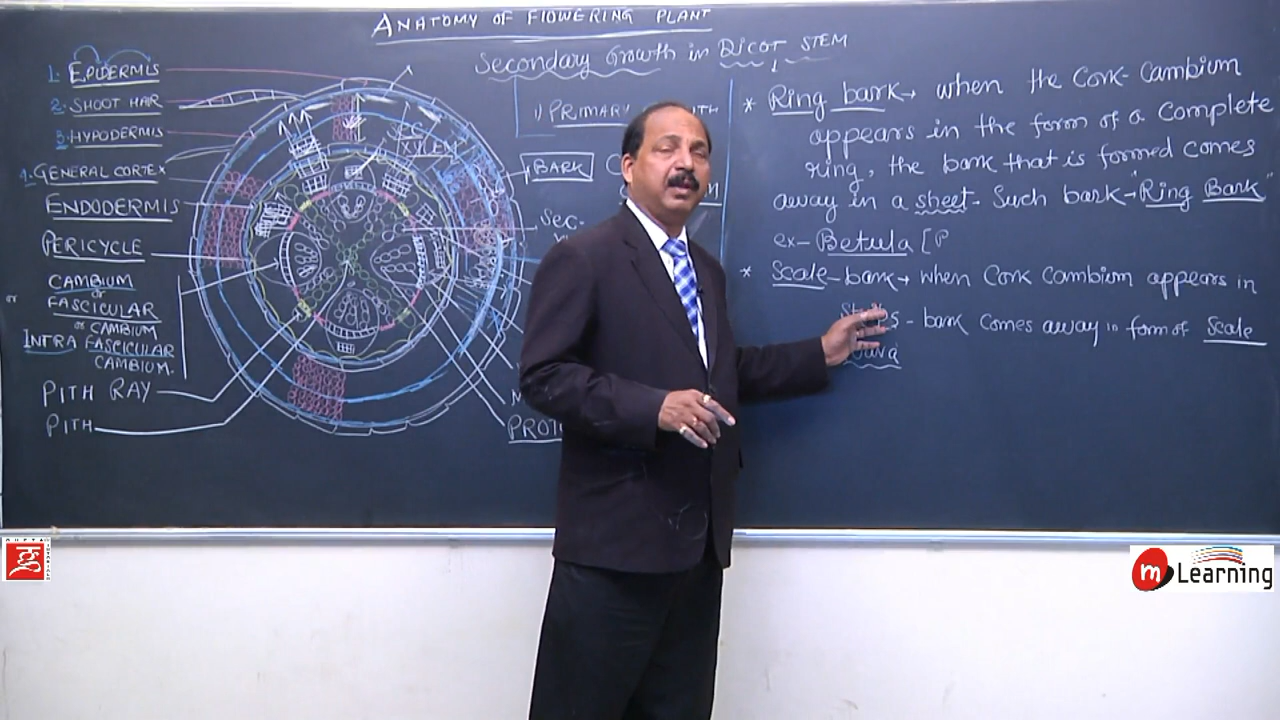 ANATOMY OF FLOWERING PLANT
Secondary Growth in DICOT STEM
1. EPIDERMIS
2. SHOOT HAIR
3. HYPODERMIS
4. GENERAL CORTEX
ENDODERMIS
PERICYCLE
CAMBIUM
or
FASCICULAR
or CAMBIUM
or
INTRA FASCICULAR
CAMBIUM.
PITH RAY
PITH
SEC
XYLEM
1) PRIMARY
BARK
SEC-
* Ring bark→ when the Cork-Cambium
appears in the form of a Complete
ring, the bark that is formed comes
away in a sheet. Such bark-"Ring Bark"
ex- Betula [P
* Scale-bark→ when Cork Cambium appears in
- bark comes away in form of Scale
m Learning